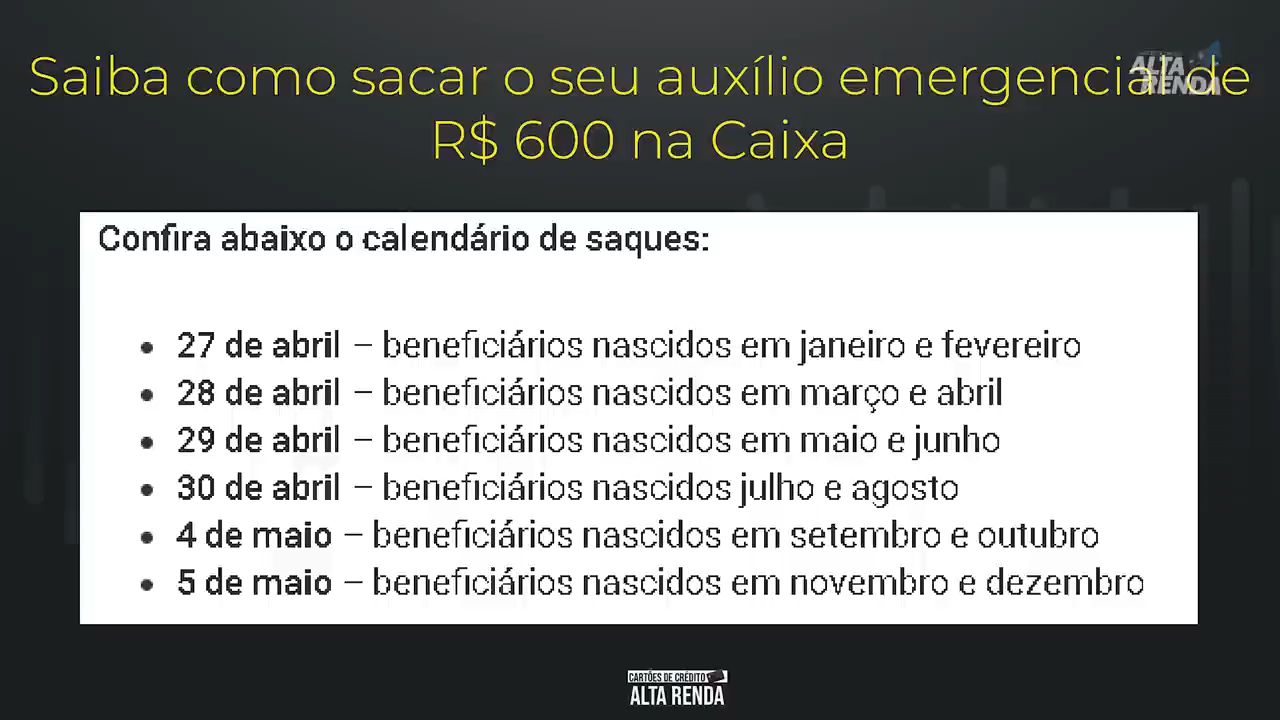 Saiba como sacar o seu auxílio emergencial de
R$ 600 na Caixa
ALTA
RENDA
Confira abaixo o calendário de saques:
• 27 de abril – beneficiários nascidos em janeiro e fevereiro
• 28 de abril – beneficiários nascidos em março e abril
• 29 de abril – beneficiários nascidos em maio e junho
• 30 de abril – beneficiários nascidos julho e agosto
• 4 de maio – beneficiários nascidos em setembro e outubro
• 5 de maio – beneficiários nascidos em novembro e dezembro
CARTÕES DE CRÉDITO
ALTA RENDA